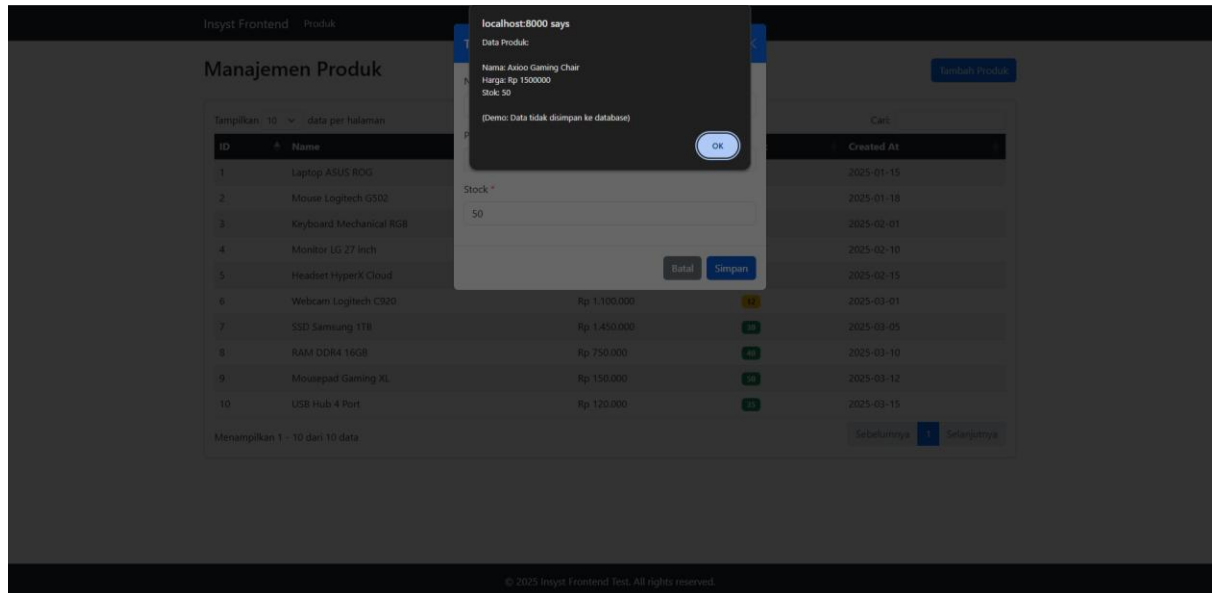 Insyst Frontend Produk
localhost:8000 says
Data Produk:
Nama: Axioo Gaming Chair
Harga: Rp 1500000
Stok: 50
(Demo: Data tidak disimpan ke database)
OK
Manajemen Produk
Tambah Produk
Stock *
50
Batal Simpan
Tampilkan 10 data per halaman
Cari:
ID Name Created At
1 Laptop ASUS ROG 2025-01-15
2 Mouse Logitech G502 2025-01-18
3 Keyboard Mechanical RGB 2025-02-01
4 Monitor LG 27 Inch 2025-02-10
5 Headset HyperX Cloud 2025-02-15
6 Webcam Logitech C920 Rp 1.100.000 12 2025-03-01
7 SSD Samsung 1TB Rp 1.450.000 2025-03-05
8 RAM DDR4 16GB Rp 750.000 2025-03-10
9 Mousepad Gaming XL Rp 150.000 2025-03-12
10 USB Hub 4 Port Rp 120.000 2025-03-15
Menampilkan 1 - 10 dari 10 data
Sebelumnya 1 Selanjutnya
© 2025 Insyst Frontend Test. All rights reserved.